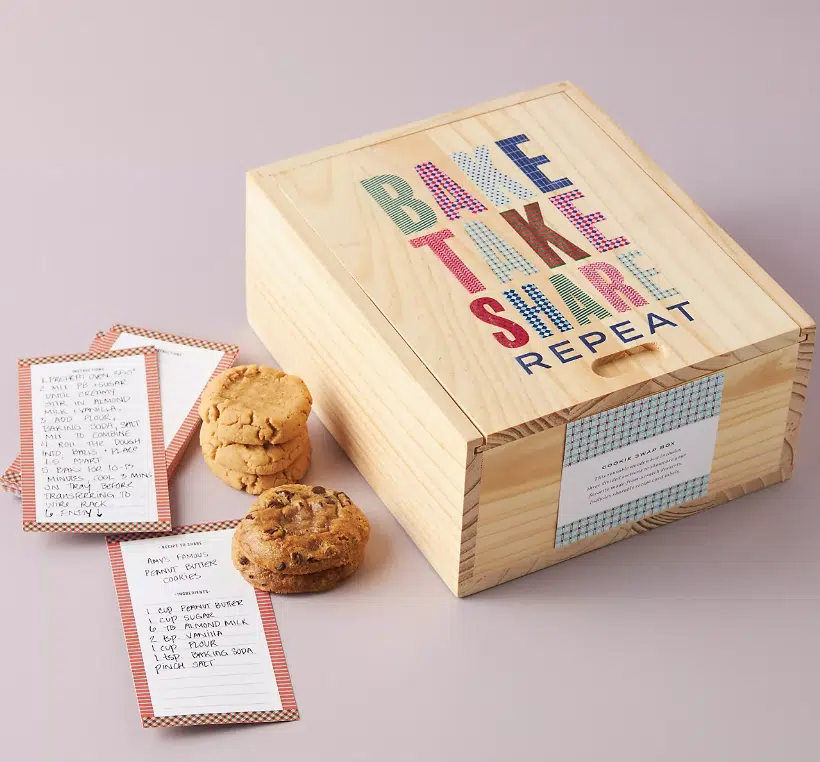 BAKE
TAKE
SHARE
REPEAT
COOKIE SWAP BOX
INSTRUCTIONS
1. PREHEAT OVEN 350°
2. MIX PB + SUGAR
UNTIL CREAMY
STIR IN ALMOND
MILK + VANILLA.
3 ADD FLOUR,
BAKING SODA, SALT
MIX TO COMBINE
4 ROLL THE DOUGH
INTO BALLS + PLACE
1.5" APART
5 BAKE FOR 10-13
MINUTES. COOL 3 MINS
ON TRAY BEFORE
TRANSFERRING TO
WIRE RACK.
6 ENJOY
RECIPE TO SHARE
AMY'S FAMOUS
PEANUT BUTTER
COOKIES
INGREDIENTS
1 CUP PEANUT BUTTER
1 CUP SUGAR
6 TB ALMOND MILK
2 tsp. VANILLA
1 CUP FLOUR
1 tsp BAKING SODA
PINCH SALT